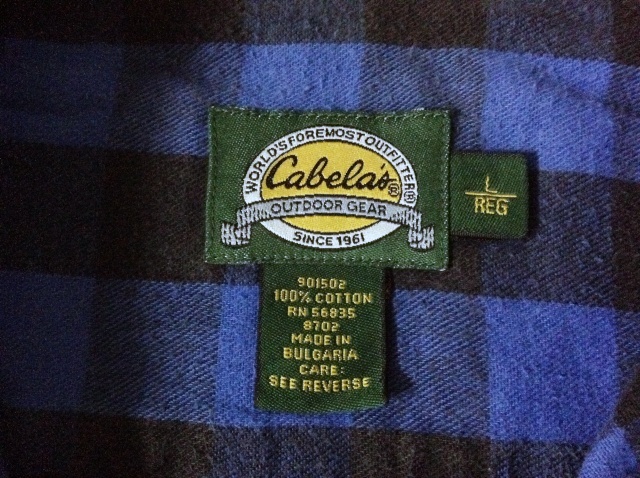 WORLD'S FOREMOST OUTFITTER®
Cabela's®
OUTDOOR GEAR
SINCE 1961
L
REG
901502
100% COTTON
RN 56835
8702
MADE IN
BULGARIA
CARE:
SEE REVERSE